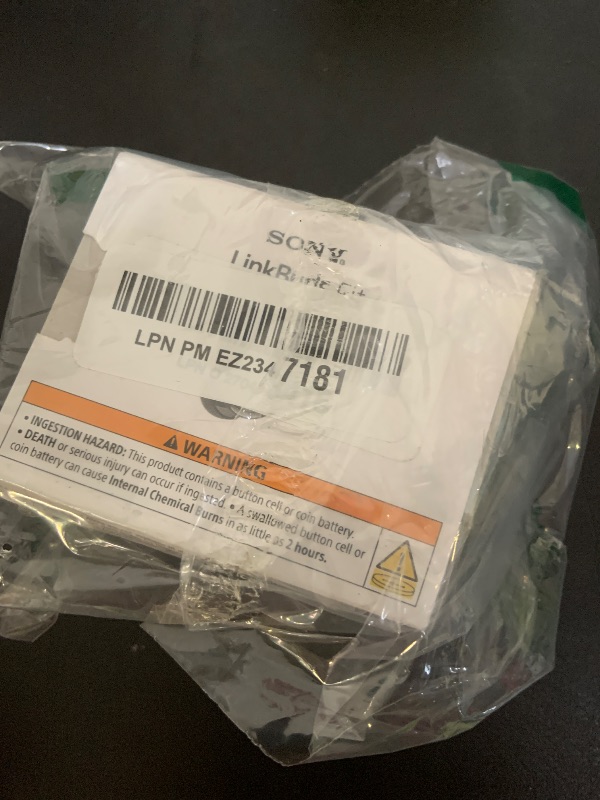 SONY
LPN PM EZ234 7181
WARNING
• INGESTION HAZARD: This product contains a button cell or coin battery.
• DEATH or serious injury can occur if ingested. • A swallowed button cell or
coin battery can cause Internal Chemical Burns in as little as 2 hours.